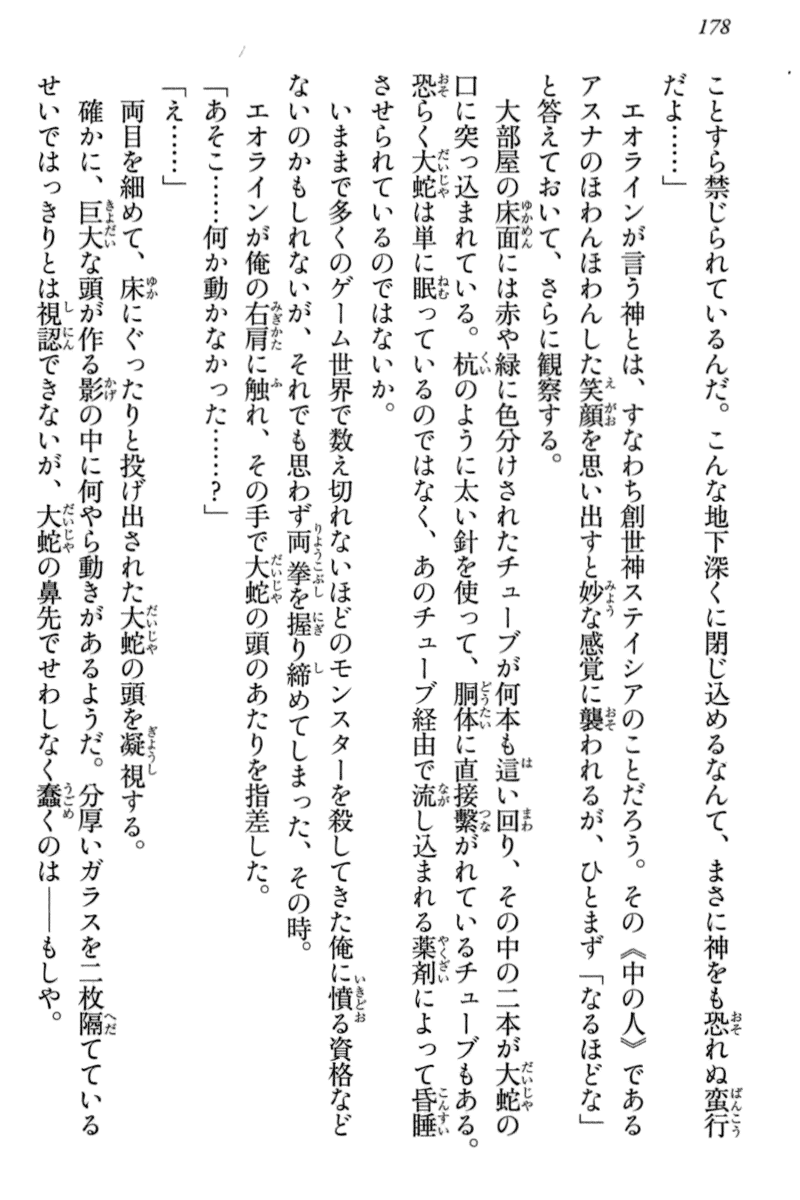 178
ことすら禁じられているんだ。こんな地下深くに閉じ込めるなんて、まさに神をも恐れぬ蛮行
だよ……」
エオラインが言う神とは、すなわち創世神ステイシアのことだろう。その《中の人》である
アスナのほわんほわんした笑顔を思い出すと妙な感覚に襲われるが、ひとまず「なるほどな」
と答えておいて、さらに観察する。
大部屋の床面には赤や緑に色分けされたチューブが何本も這い回り、その中の二本が大蛇の
口に突っ込まれている。杭のように太い針を使って、胴体に直接繋がれているチューブもある。
恐らく大蛇は単に眠っているのではなく、あのチューブ経由で流し込まれる薬剤によって昏睡
させられているのではないか。
いままで多くのゲーム世界で数え切れないほどのモンスターを殺してきた俺に憤る資格など
ないのかもしれないが、それでも思わず両拳を握り締めてしまった、その時。
エオラインが俺の右肩に触れ、その手で大蛇の頭のあたりを指差した。
「あそこ……何か動かなかった……？」
「え……」
両目を細めて、床にぐったりと投げ出された大蛇の頭を凝視する。
確かに、巨大な頭が作る影の中に何やら動きがあるようだ。分厚いガラスを二枚隔てている
せいではっきりとは視認できないが、大蛇の鼻先でせわしなく蠢くのは――もしや。